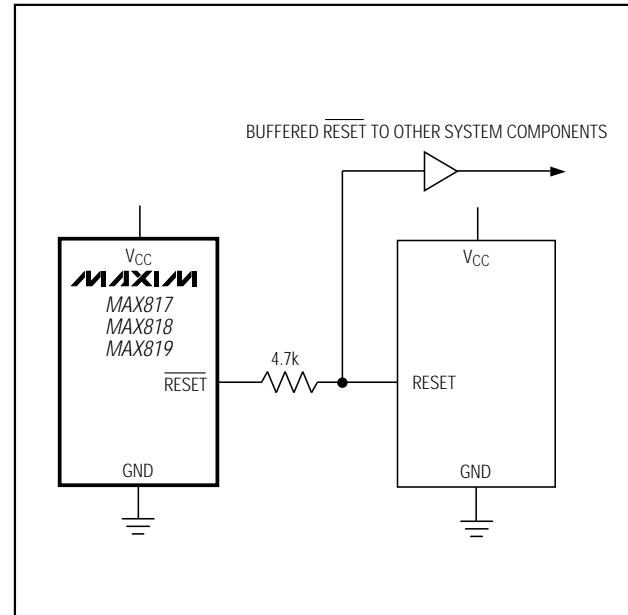 BUFFERED RESET TO OTHER SYSTEM COMPONENTS
VCC
MAXIM
MAX817
MAX818
MAX819
RESET
GND
4.7k
VCC
RESET
GND